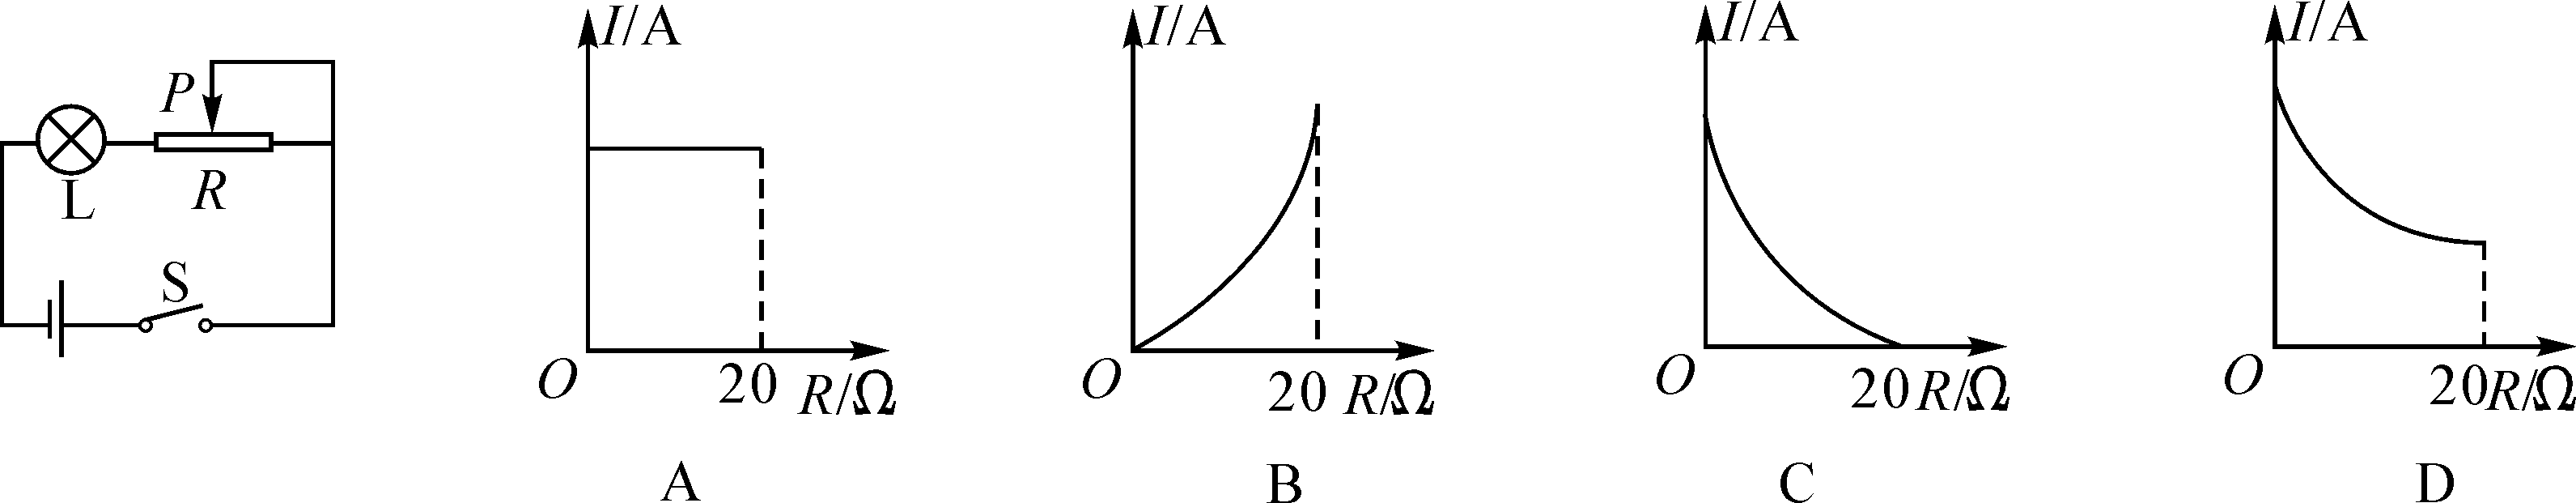 P
L
R
S
I/A
O
20
R/Ω
A
I/A
O
20
R/Ω
B
I/A
O
20
R/Ω
C
I/A
O
20
R/Ω
D